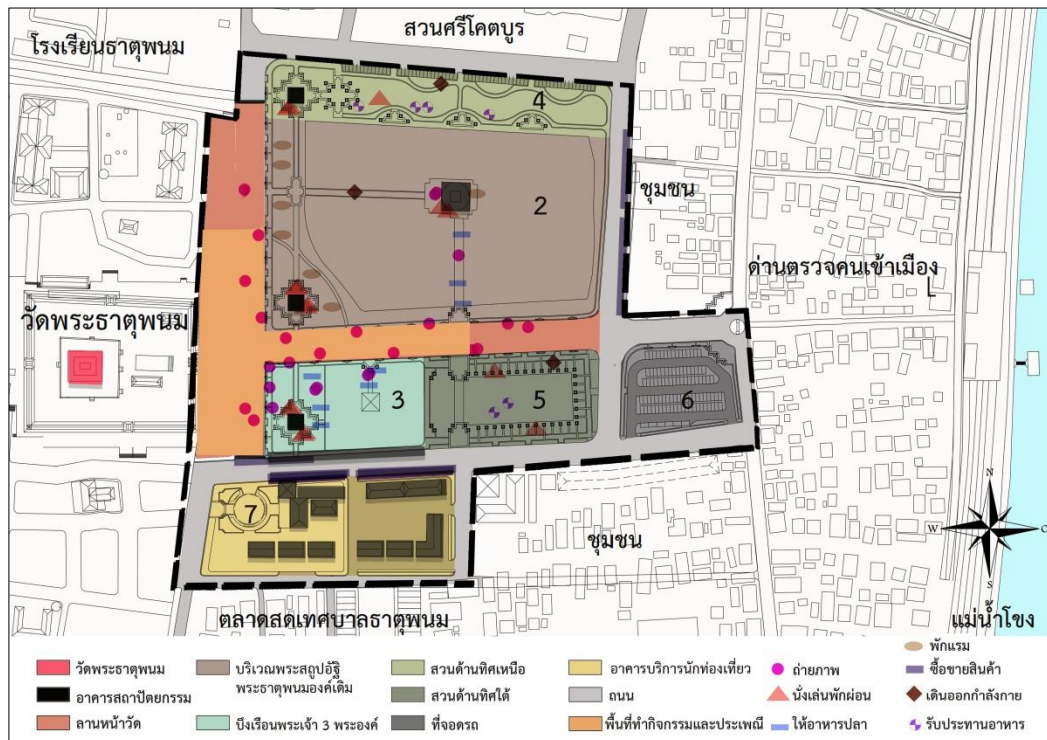 สวนศรีโคตบูร
โรงเรียนธาตุพนม
4
2
ชุมชน
ด่านตรวจคนเข้าเมือง
วัดพระธาตุพนม
3
5
6
7
ชุมชน
N
W
S
ตลาดสดเทศบาลธาตุพนม
แม่น้ำโขง
วัดพระธาตุพนม
อาคารสถาปัตยกรรม
ลานหน้าวัด
บริเวณพระสถูปอัฐิ
พระธาตุพนมองค์เดิม
บึงเรือนพระเจ้า 3 พระองค์
สวนด้านทิศเหนือ
สวนด้านทิศใต้
ที่จอดรถ
อาคารบริการนักท่องเที่ยว
ถนน
พื้นที่ทำกิจกรรมและประเพณี
ถ่ายภาพ
นั่งเล่นพักผ่อน
ให้อาหารปลา
พักแรม
ซื้อขายสินค้า
เดินออกกำลังกาย
รับประทานอาหาร